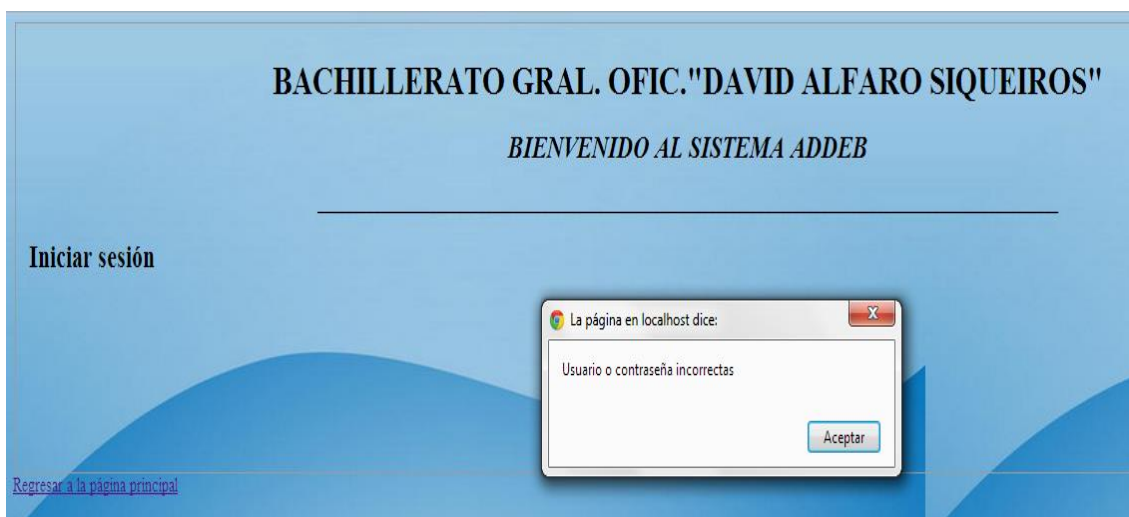 BACHILLERATO GRAL. OFIC."DAVID ALFARO SIQUEIROS"
BIENVENIDO AL SISTEMA ADDEB
Iniciar sesión
La página en localhost dice:
Usuario o contraseña incorrectas
Aceptar
Regresar a la página principal